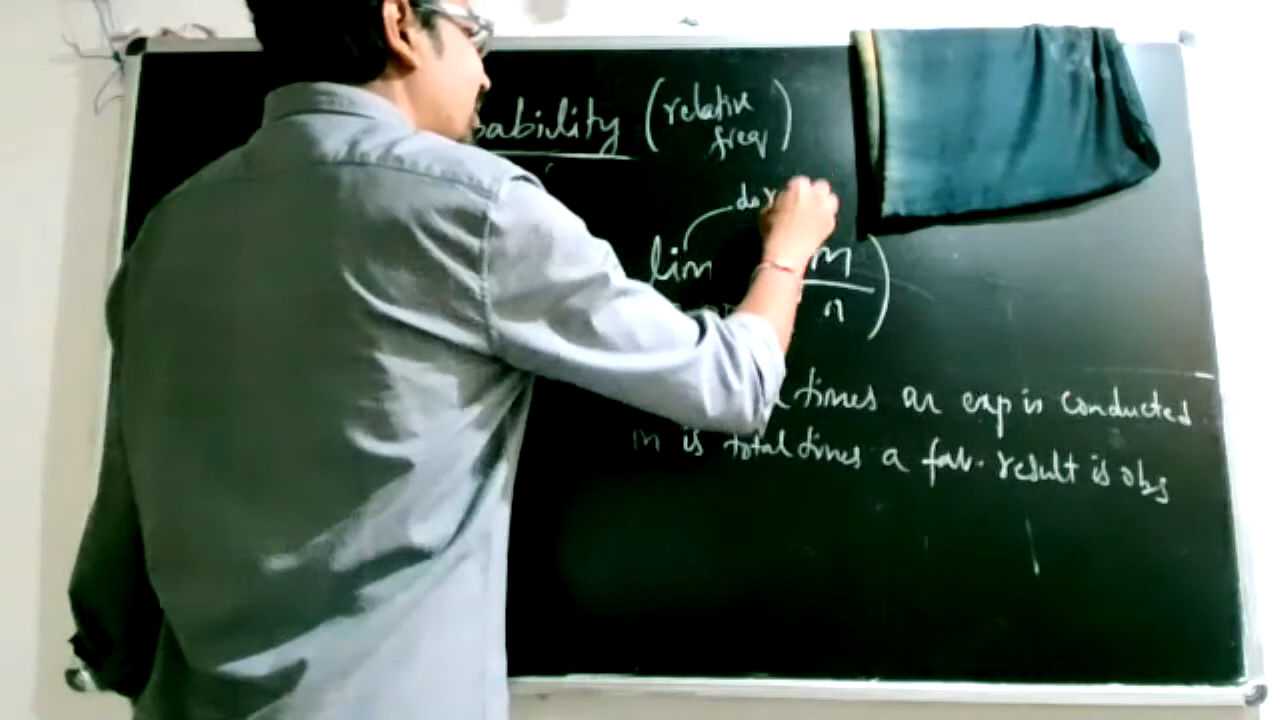 bability (relative
freq)
lim m
n
times an exp is conducted
m is total times a fav. result is obs